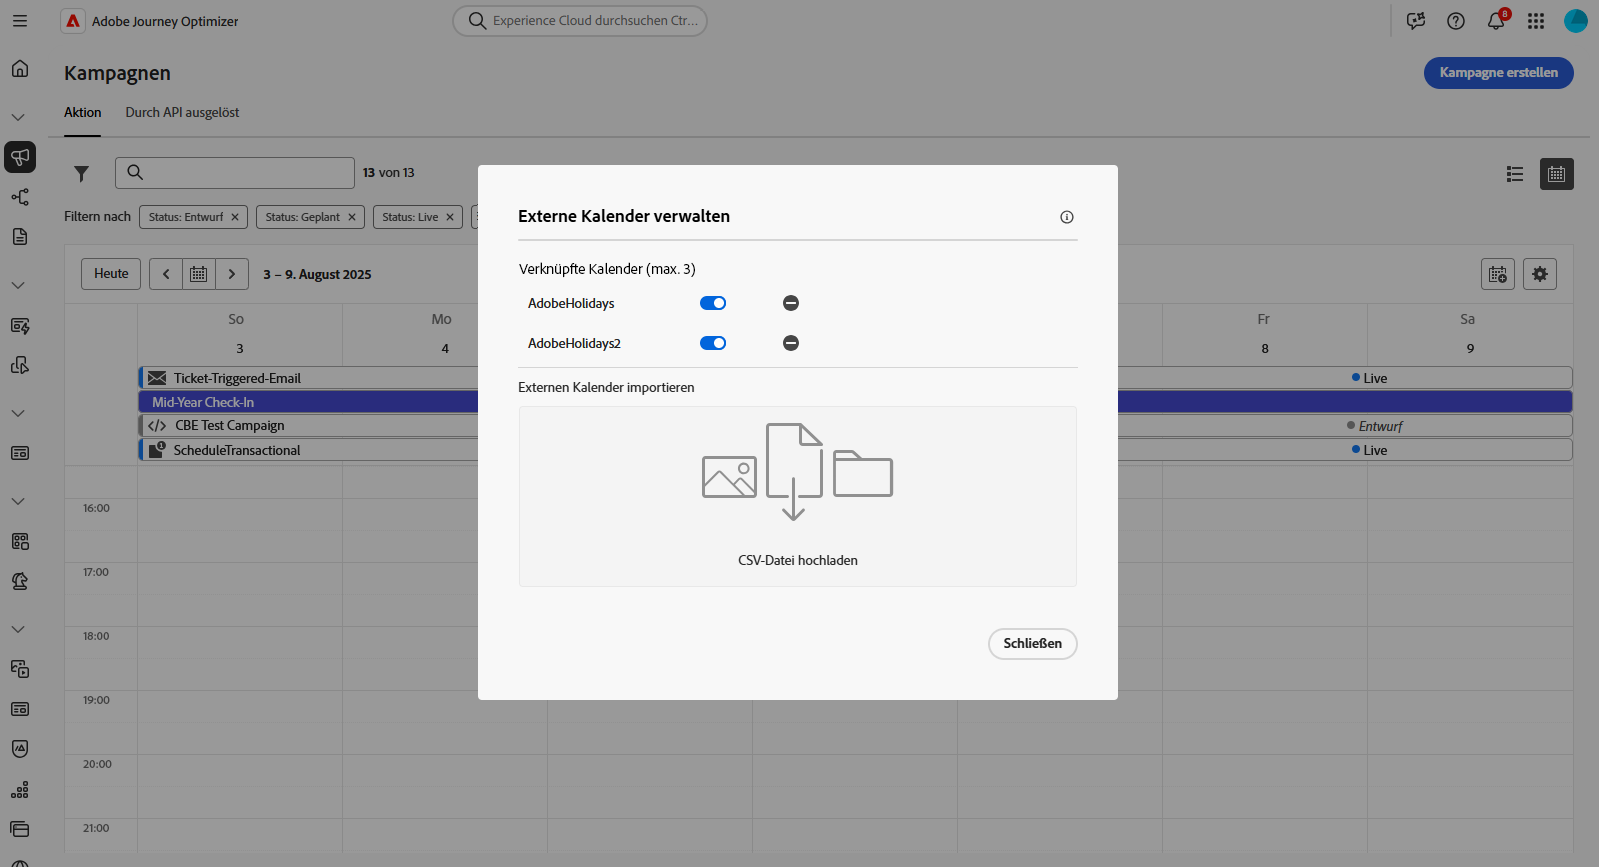 Adobe Journey Optimizer
Experience Cloud durchsuchen Ctr...
8
Kampagnen
Kampagne erstellen
Aktion
Durch API ausgelöst
13 von 13
Filtern nach
Status: Entwurf
Status: Geplant
Status: Live
Heute
3 – 9. August 2025
So
Mo
Fr
Sa
3
4
8
9
Ticket-Triggered-Email
Live
Mid-Year Check-In
CBE Test Campaign
Entwurf
1
ScheduleTransactional
Live
16:00
17:00
18:00
19:00
20:00
21:00
Externe Kalender verwalten
Verknüpfte Kalender (max. 3)
AdobeHolidays
AdobeHolidays2
Externen Kalender importieren
CSV-Datei hochladen
Schließen